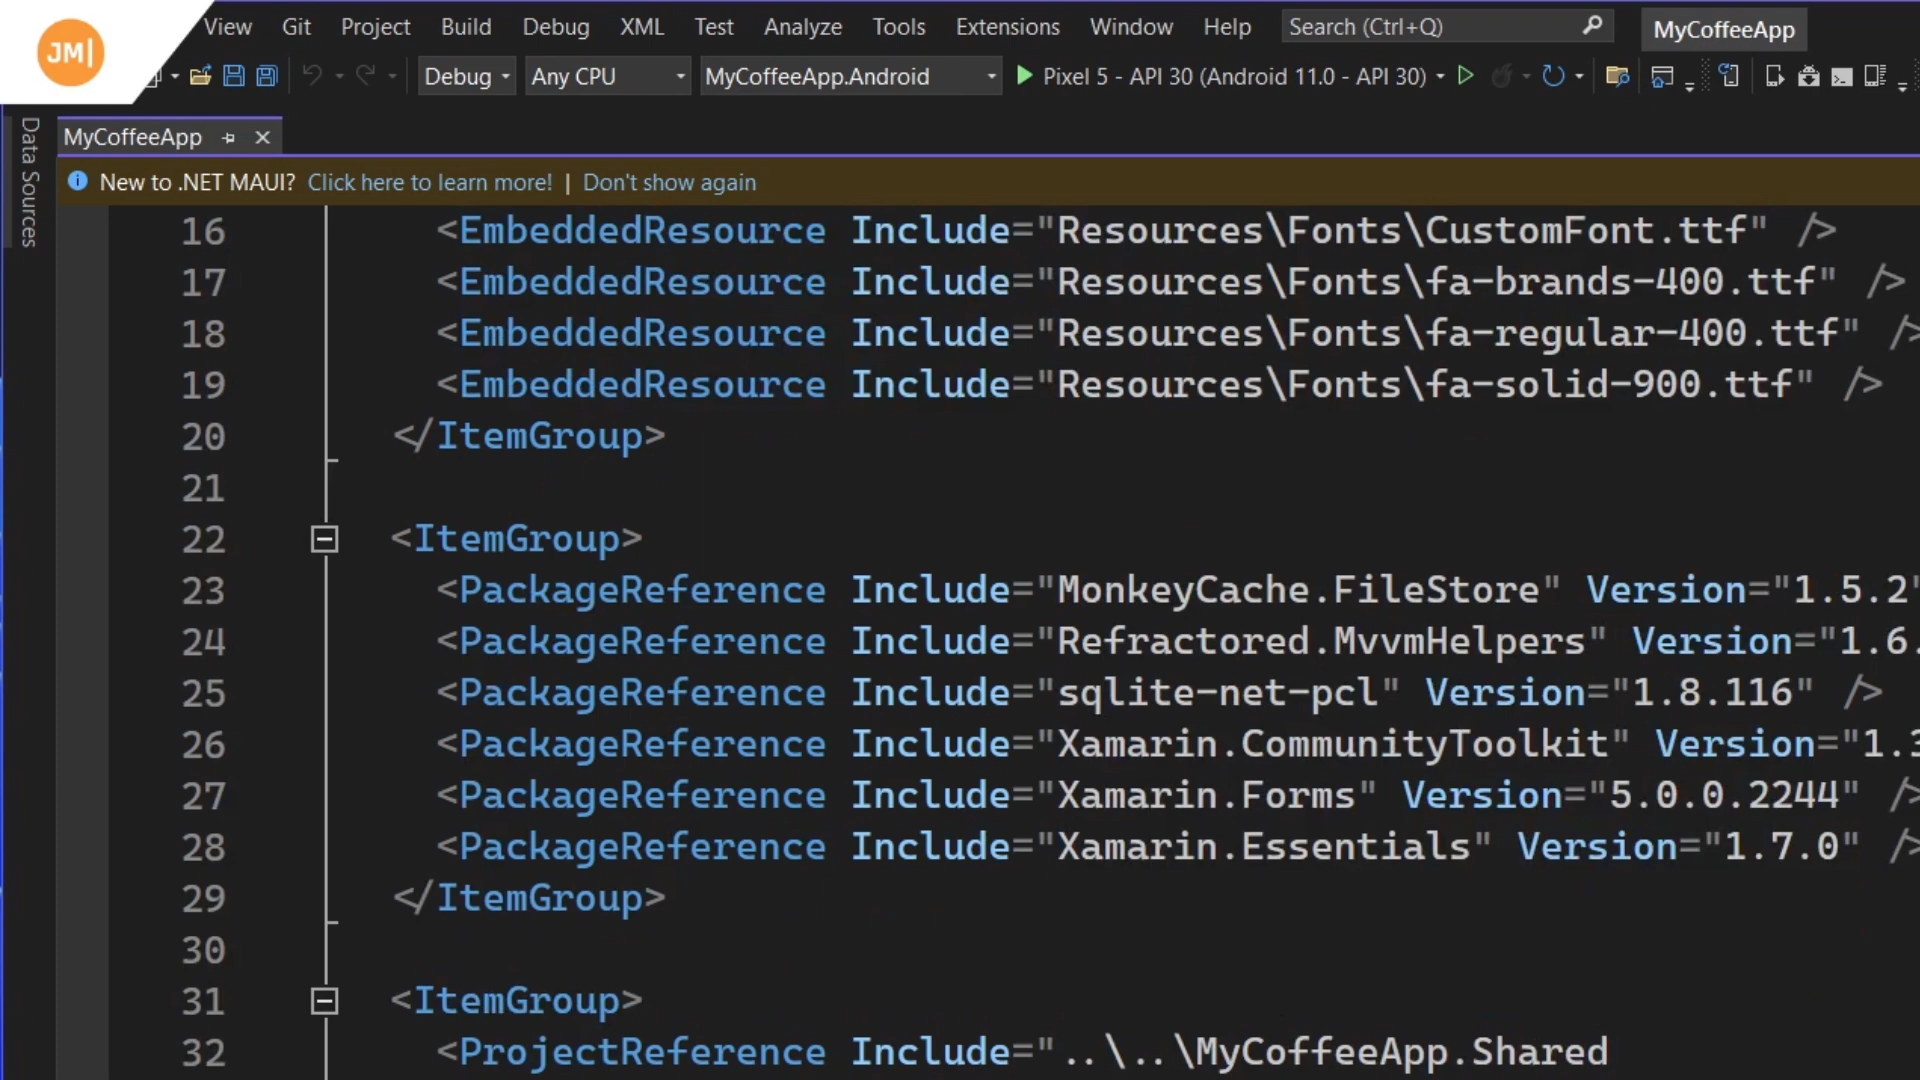 JM|
View Git Project Build Debug XML Test Analyze Tools Extensions Window Help Search (Ctrl+Q) MyCoffeeApp
Debug Any CPU MyCoffeeApp.Android Pixel 5 - API 30 (Android 11.0 - API 30)
Data Sources
MyCoffeeApp
New to .NET MAUI? Click here to learn more! | Don't show again
16 <EmbeddedResource Include="Resources\Fonts\CustomFont.ttf" />
17 <EmbeddedResource Include="Resources\Fonts\fa-brands-400.ttf" />
18 <EmbeddedResource Include="Resources\Fonts\fa-regular-400.ttf" />
19 <EmbeddedResource Include="Resources\Fonts\fa-solid-900.ttf" />
20 </ItemGroup>
21
22 <ItemGroup>
23 <PackageReference Include="MonkeyCache.FileStore" Version="1.5.2"
24 <PackageReference Include="Refractored.MvvmHelpers" Version="1.6.
25 <PackageReference Include="sqlite-net-pcl" Version="1.8.116" />
26 <PackageReference Include="Xamarin.CommunityToolkit" Version="1.3
27 <PackageReference Include="Xamarin.Forms" Version="5.0.0.2244" />
28 <PackageReference Include="Xamarin.Essentials" Version="1.7.0" />
29 </ItemGroup>
30
31 <ItemGroup>
32 <ProjectReference Include="..\..\MyCoffeeApp.Shared